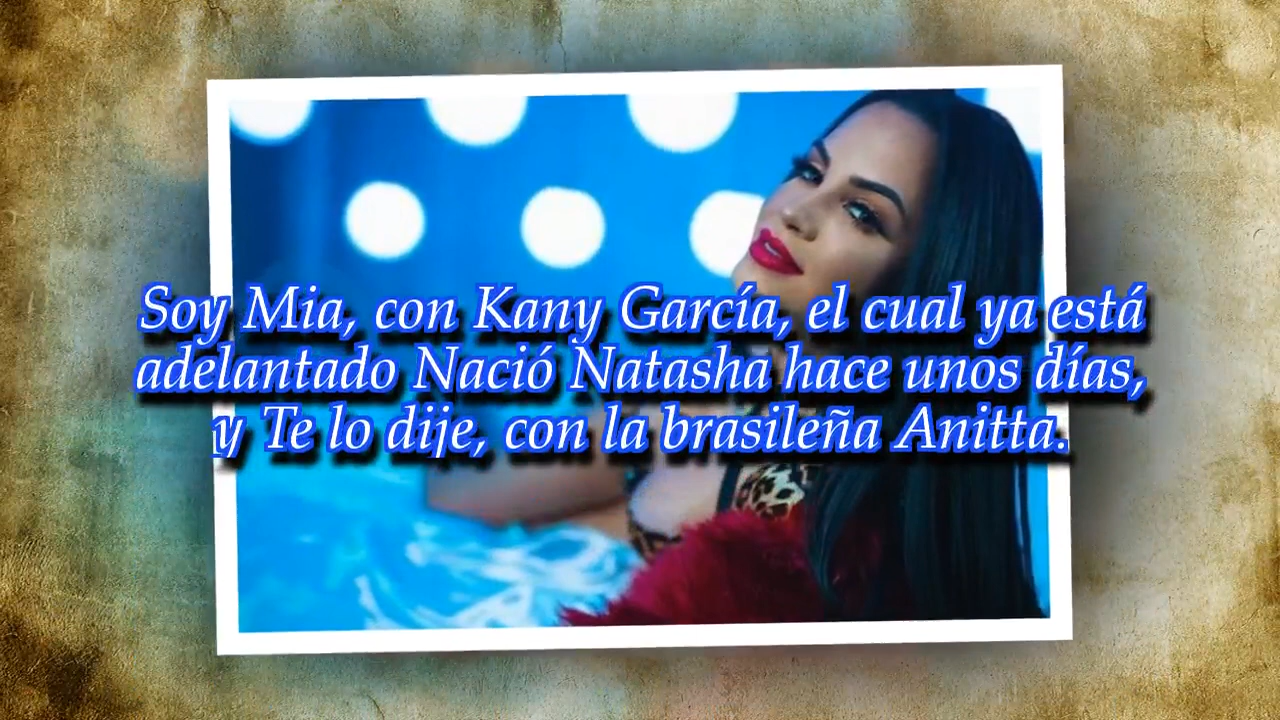 Soy Mia, con Kany García, el cual ya está
adelantado Nació Natasha hace unos días,
y Te lo dije, con la brasileña Anitta.